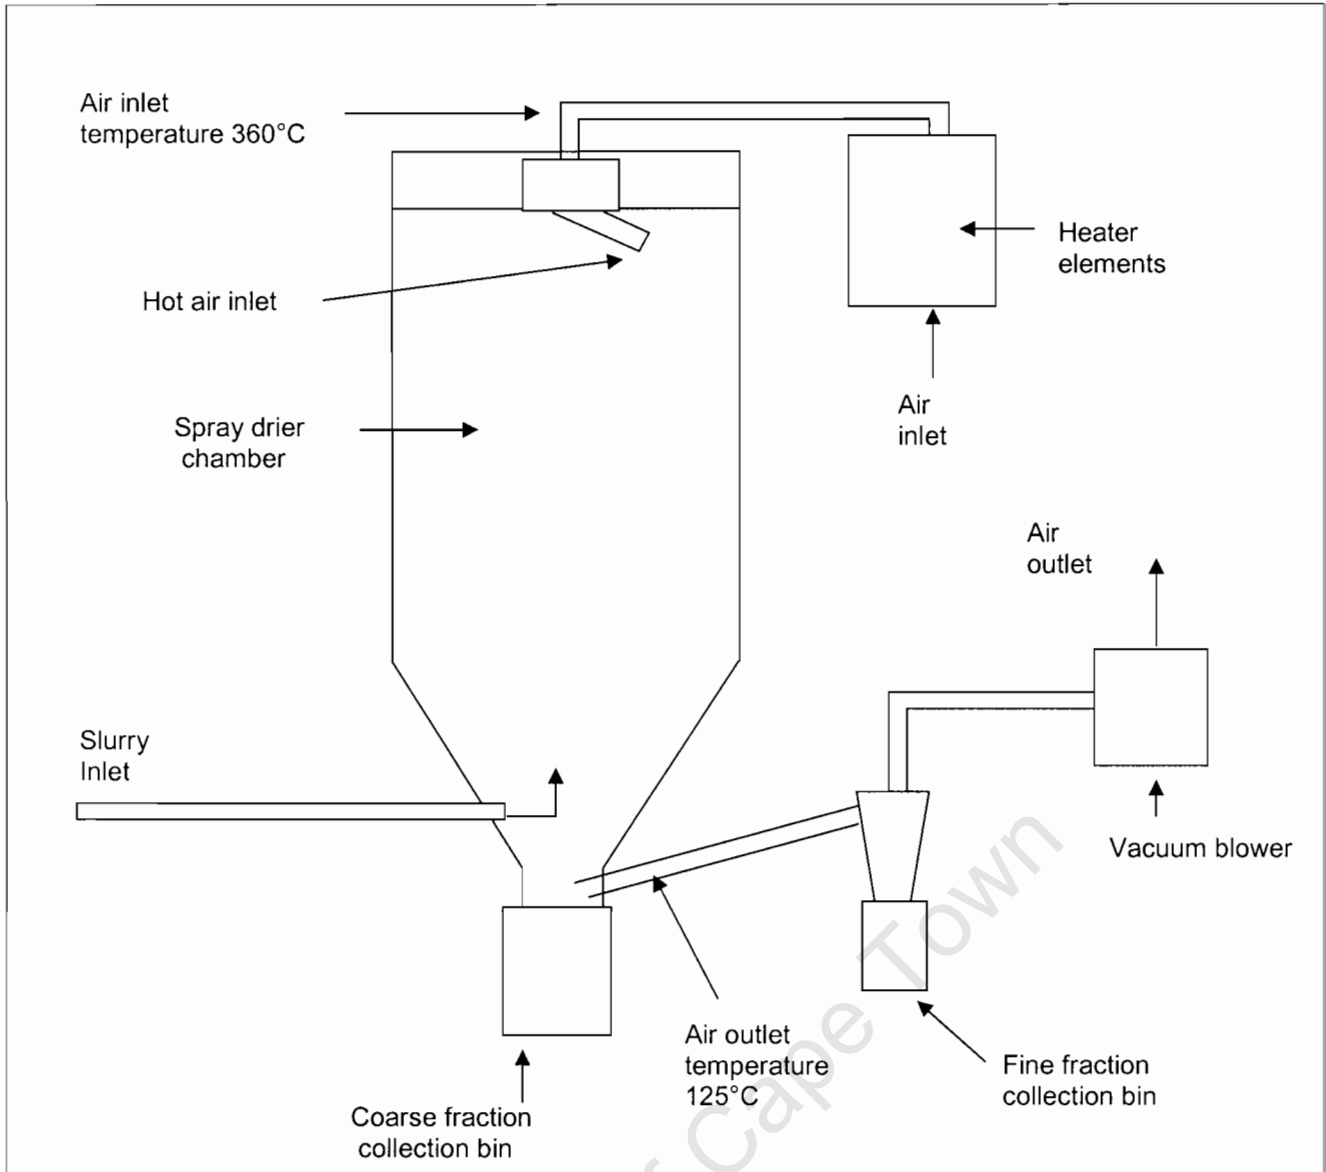 Air inlet
temperature 360°C
Heater
elements
Hot air inlet
Air
inlet
Spray drier
chamber
Air
outlet
Slurry
Inlet
Vacuum blower
Air outlet
temperature
125°C
Fine fraction
collection bin
Coarse fraction
collection bin
f Cape Town